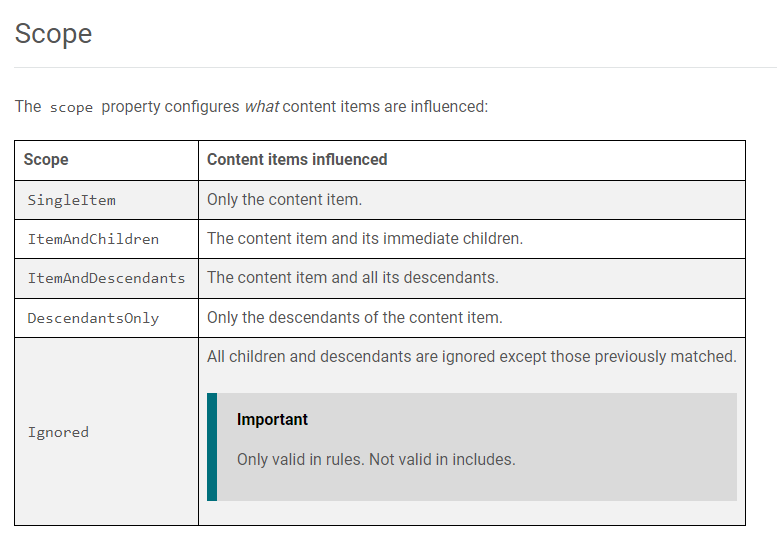 Scope
The scope property configures what content items are influenced:
Scope Content items influenced
SingleItem Only the content item.
ItemAndChildren The content item and its immediate children.
ItemAndDescendants The content item and all its descendants.
DescendantsOnly Only the descendants of the content item.
All children and descendants are ignored except those previously matched.
Important
Ignored
Only valid in rules. Not valid in includes.